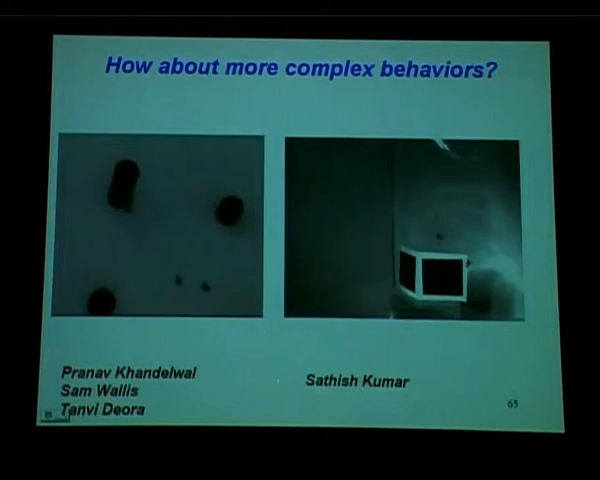 How about more complex behaviors?
Pranav Khandelwal
Sam Wallis
Tanvi Deora
Sathish Kumar
65